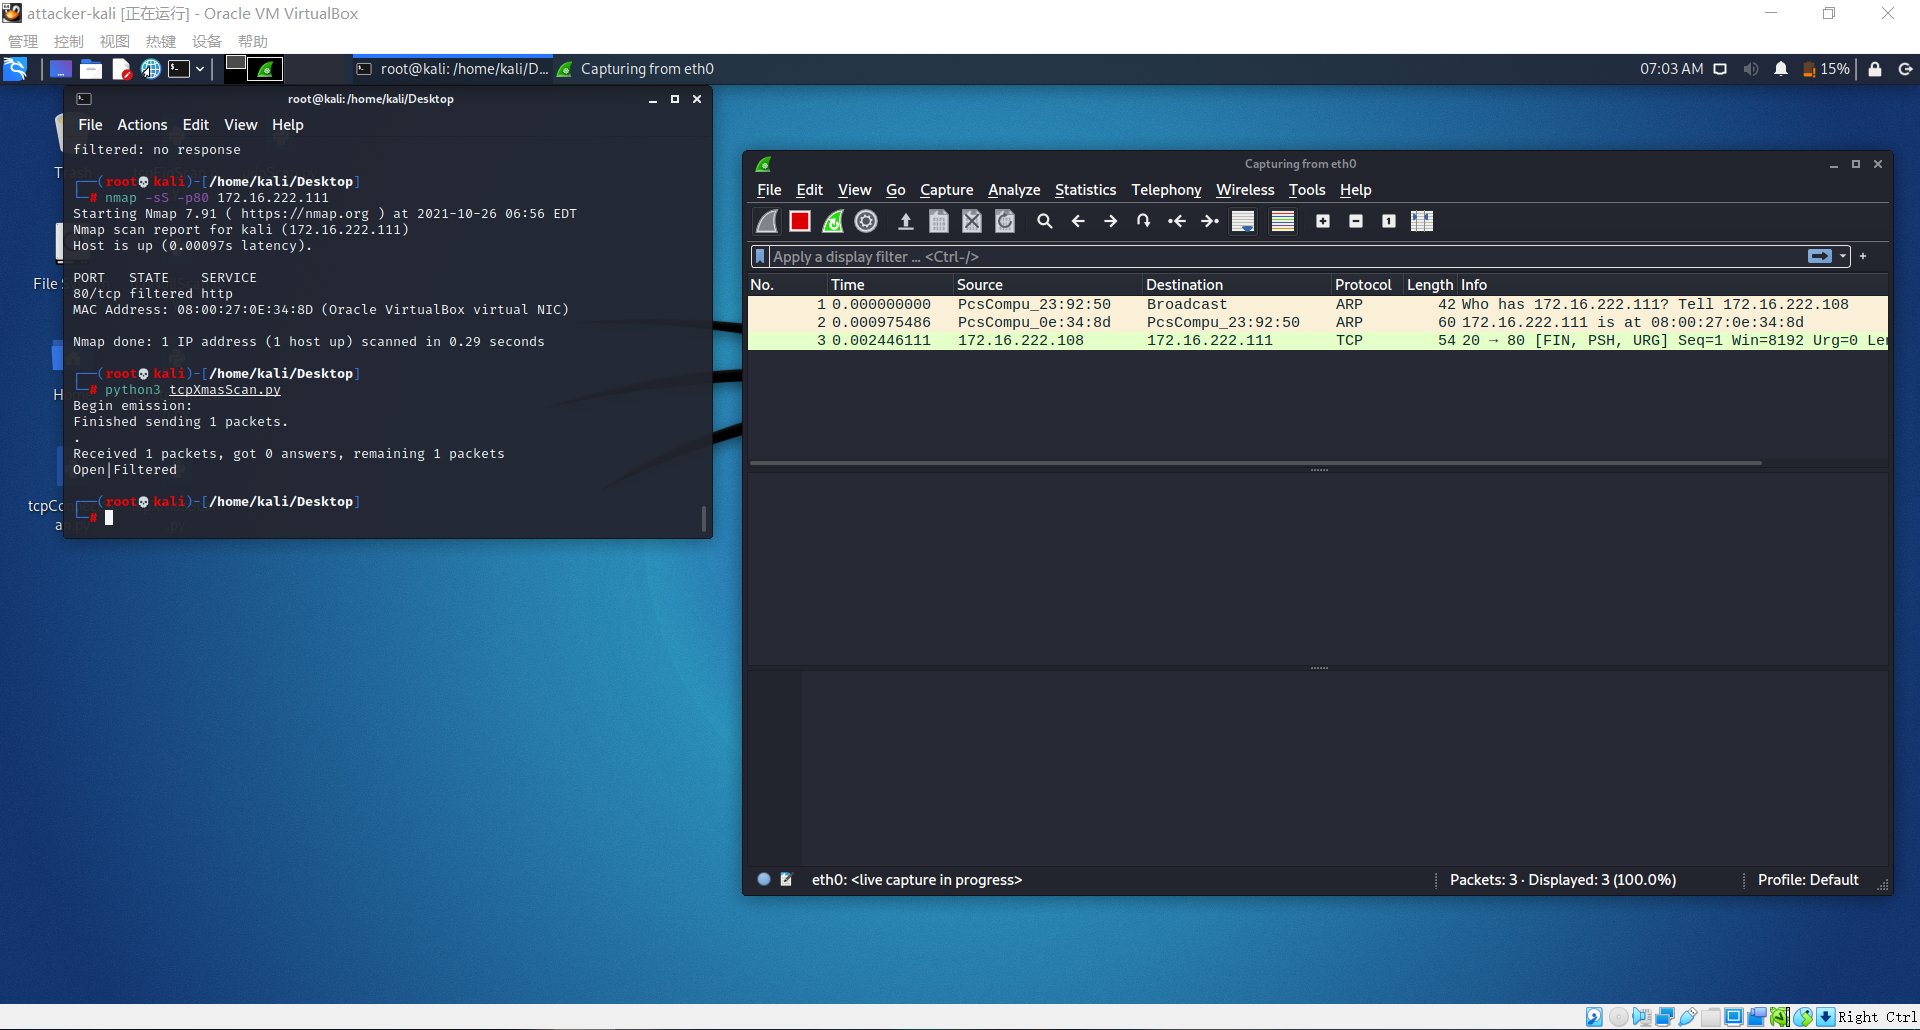 attacker-kali [正在运行] - Oracle VM VirtualBox
管理 控制 视图 热键 设备 帮助
root@kali: /home/kali/D... Capturing from eth0 07:03 AM 15%
root@kali: /home/kali/Desktop
File Actions Edit View Help
filtered: no response
(root💀kali)-[/home/kali/Desktop]
# nmap -sS -p80 172.16.222.111
Starting Nmap 7.91 ( https://nmap.org ) at 2021-10-26 06:56 EDT
Nmap scan report for kali (172.16.222.111)
Host is up (0.00097s latency).
PORT STATE SERVICE
80/tcp filtered http
MAC Address: 08:00:27:0E:34:8D (Oracle VirtualBox virtual NIC)
Nmap done: 1 IP address (1 host up) scanned in 0.29 seconds
(root💀kali)-[/home/kali/Desktop]
# python3 tcpXmasScan.py
Begin emission:
Finished sending 1 packets.
.
Received 1 packets, got 0 answers, remaining 1 packets
Open|Filtered
(root💀kali)-[/home/kali/Desktop]
#
File
tcpCo
Capturing from eth0
File Edit View Go Capture Analyze Statistics Telephony Wireless Tools Help
Apply a display filter ... <Ctrl-/>
No. Time Source Destination Protocol Length Info
1 0.000000000 PcsCompu_23:92:50 Broadcast ARP 42 Who has 172.16.222.111? Tell 172.16.222.108
2 0.000975486 PcsCompu_0e:34:8d PcsCompu_23:92:50 ARP 60 172.16.222.111 is at 08:00:27:0e:34:8d
3 0.002446111 172.16.222.108 172.16.222.111 TCP 54 20 → 80 [FIN, PSH, URG] Seq=1 Win=8192 Urg=0 Le
eth0: <live capture in progress> Packets: 3 · Displayed: 3 (100.0%) Profile: Default
Right Ctrl